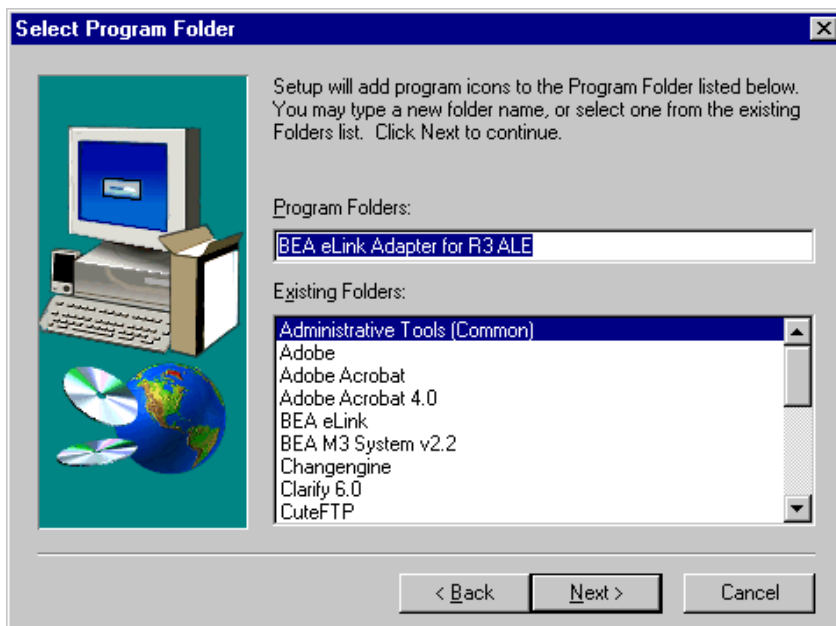 Select Program Folder
Setup will add program icons to the Program Folder listed below.
You may type a new folder name, or select one from the existing
Folders list. Click Next to continue.
Program Folders:
BEA eLink Adapter for R3 ALE
Existing Folders:
Administrative Tools (Common)
Adobe
Adobe Acrobat
Adobe Acrobat 4.0
BEA eLink
BEA M3 System v2.2
Changengine
Clarify 6.0
CuteFTP
< Back
Next >
Cancel